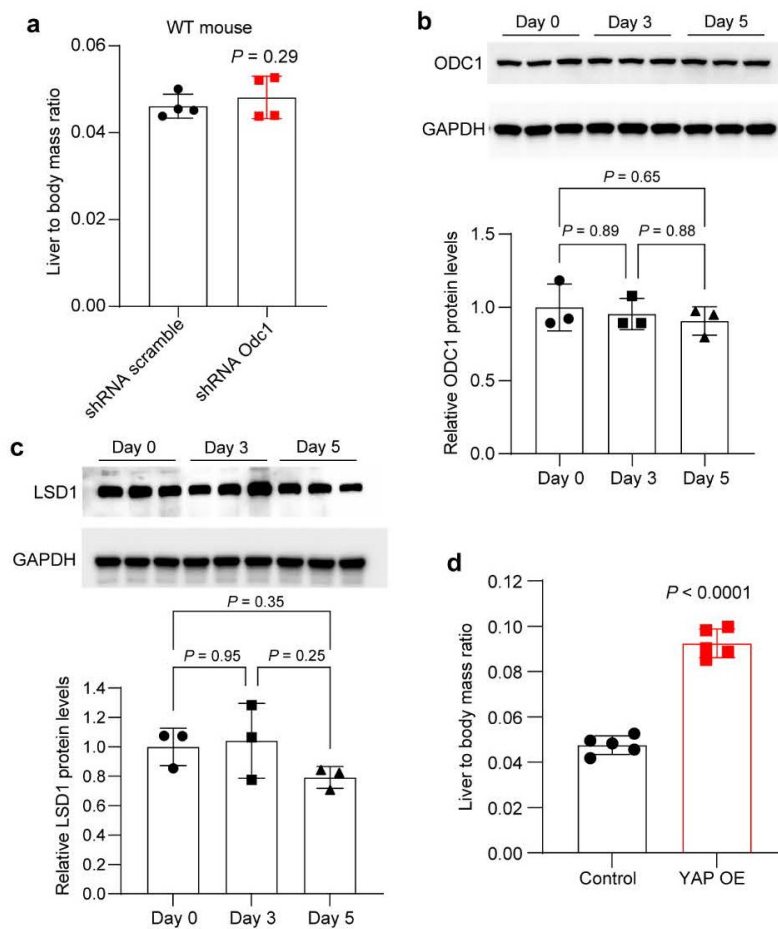 a
WT mouse
P = 0.29
Liver to body mass ratio
0.06
0.04
0.02
0.00
shRNA scramble
shRNA Odc1
b
Day 0 Day 3 Day 5
ODC1
GAPDH
P = 0.65
P = 0.89 P = 0.88
Relative ODC1 protein levels
1.5
1.0
0.5
0.0
Day 0 Day 3 Day 5
c
Day 0 Day 3 Day 5
LSD1
GAPDH
P = 0.35
P = 0.95 P = 0.25
Relative LSD1 protein levels
1.4
1.2
1.0
0.8
0.6
0.4
0.2
0.0
Day 0 Day 3 Day 5
d
P < 0.0001
Liver to body mass ratio
0.12
0.10
0.08
0.06
0.04
0.02
0.00
Control YAP OE